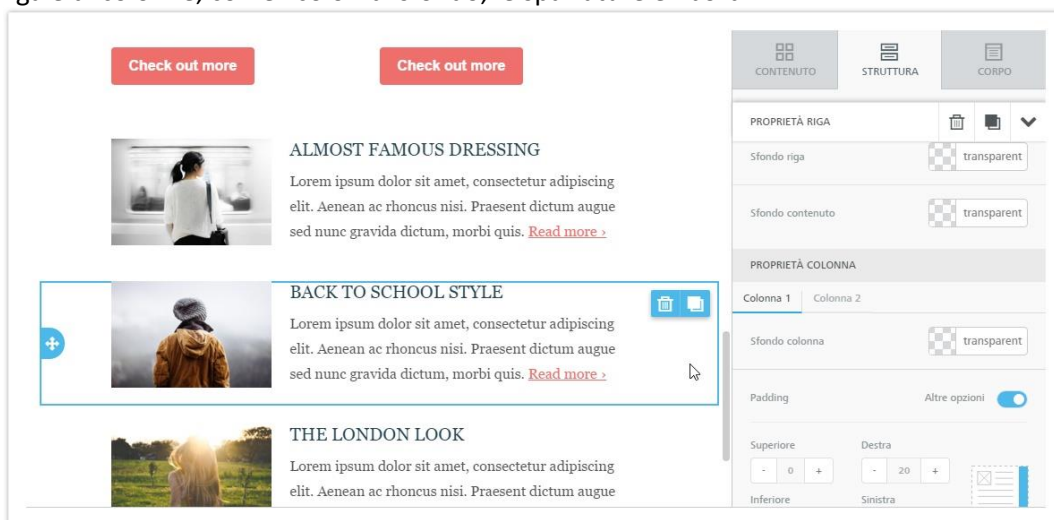 Check out more
Check out more
ALMOST FAMOUS DRESSING
Lorem ipsum dolor sit amet, consectetur adipiscing
elit. Aenean ac rhoncus nisi. Praesent dictum augue
sed nunc gravida dictum, morbi quis. Read more ›
BACK TO SCHOOL STYLE
Lorem ipsum dolor sit amet, consectetur adipiscing
elit. Aenean ac rhoncus nisi. Praesent dictum augue
sed nunc gravida dictum, morbi quis. Read more ›
THE LONDON LOOK
Lorem ipsum dolor sit amet, consectetur adipiscing
elit. Aenean ac rhoncus nisi. Praesent dictum augue
CONTENUTO STRUTTURA CORPO
PROPRIETÀ RIGA
Sfondo riga transparent
Sfondo contenuto transparent
PROPRIETÀ COLONNA
Colonna 1 Colonna 2
Sfondo colonna transparent
Padding Altre opzioni
Superiore Destra
- 0 + - 20 +
Inferiore Sinistra